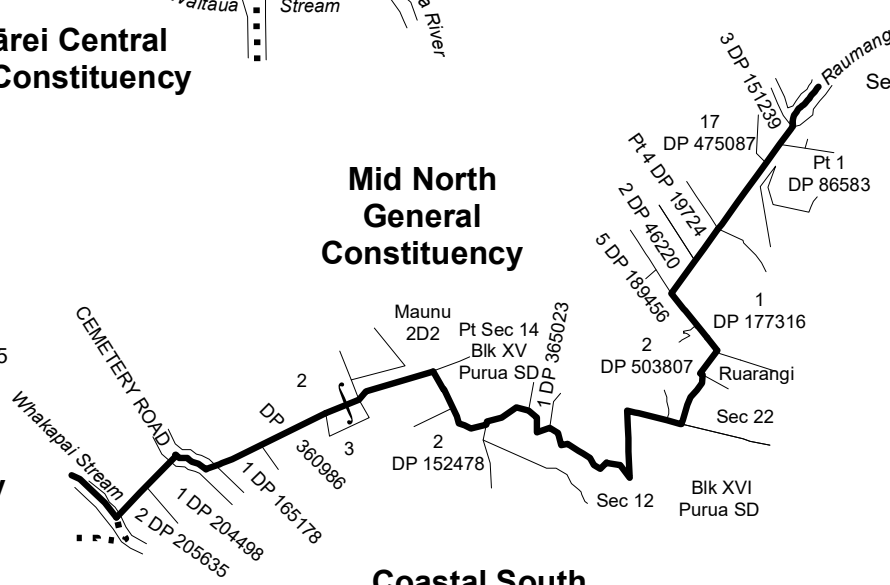 Waitaua
Stream
a River
ārei Central
Constituency
Raumang
Se
3 DP 151239
17
DP 475087
Pt 1
DP 86583
Pt 4 DP 19724
2 DP 46220
5 DP 189456
Mid North
General
Constituency
1
DP 177316
CEMETERY ROAD
Maunu
2D2
Pt Sec 14
Blk XV
Purua SD
1 DP 365023
2
DP 503807
Ruarangi
5
2
DP
360986
3
Sec 22
Whakapai Stream
2
DP 152478
1 DP 165178
1 DP 204498
2 DP 205635
Sec 12
Blk XVI
Purua SD
y
Coastal South